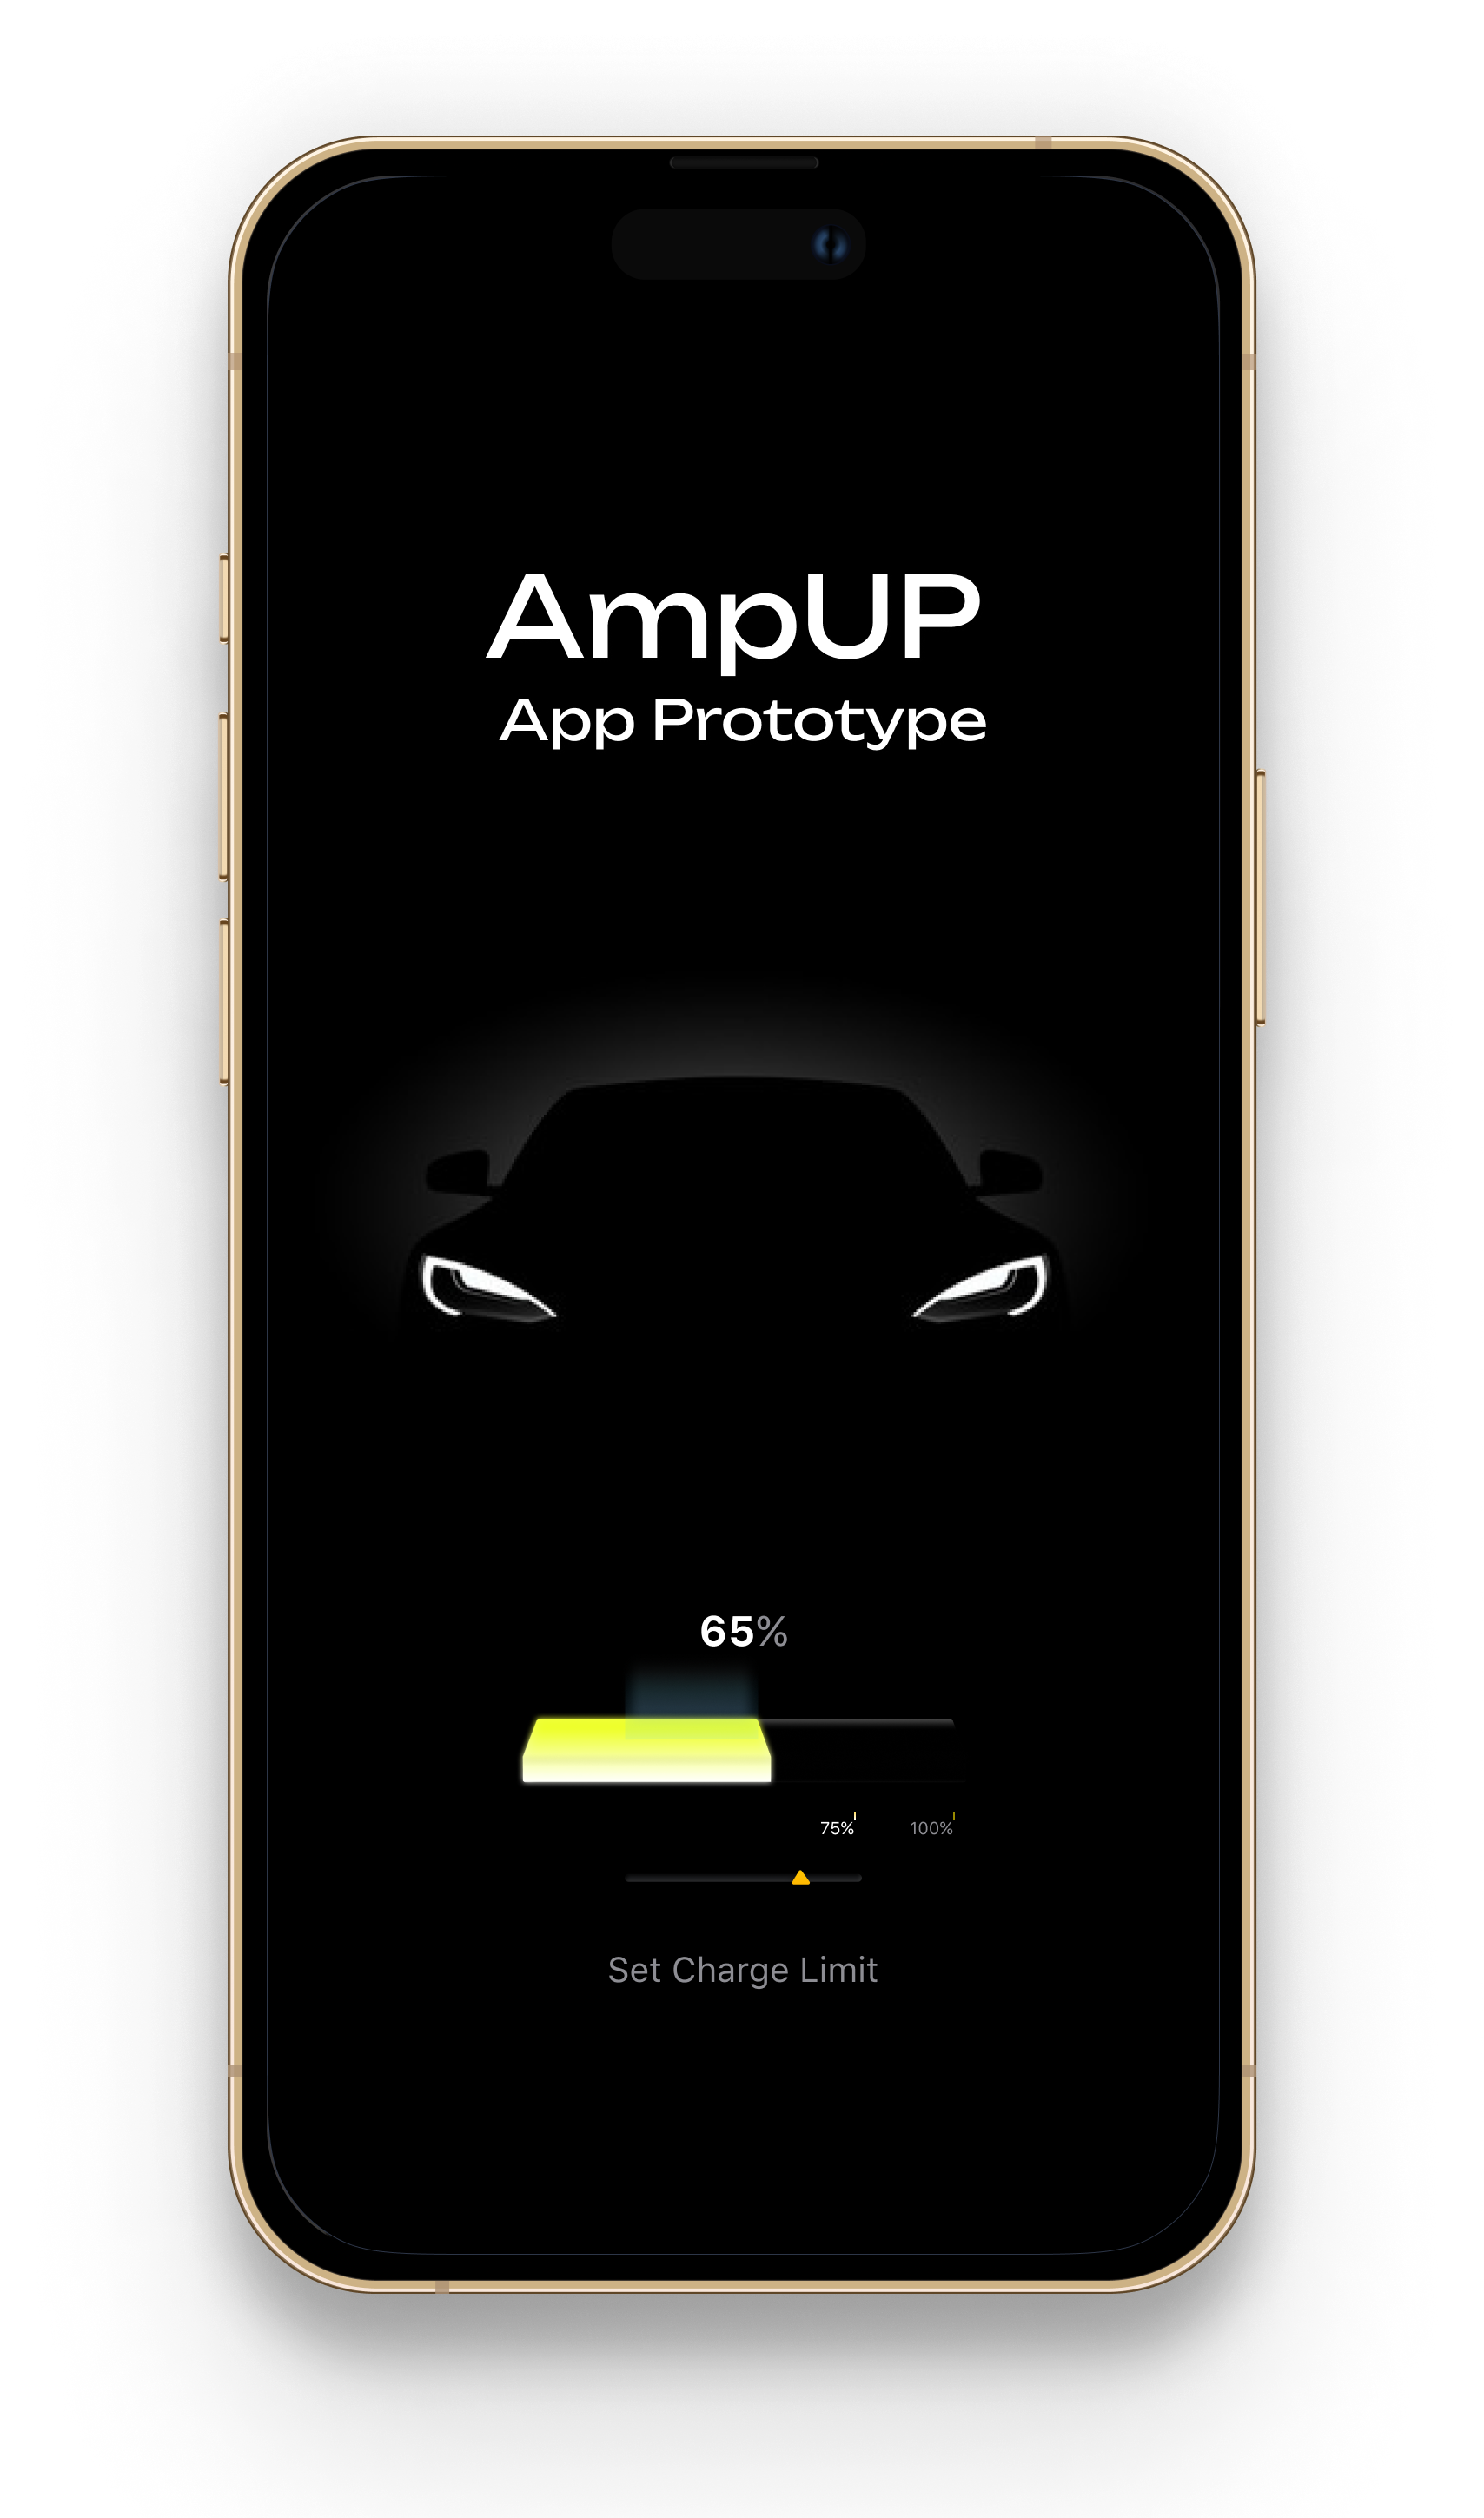 AmpUP
App Prototype
65%
75% 100%
Set Charge Limit